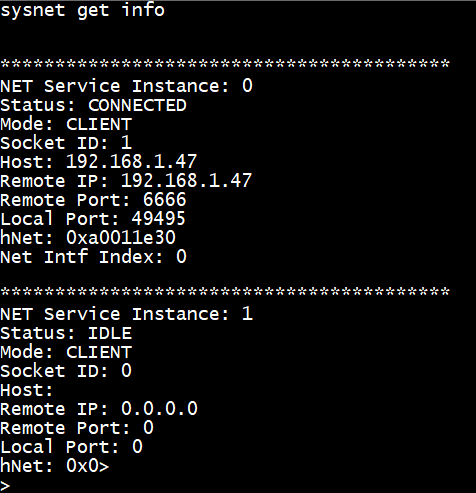 sysnet get info
*****************************************
NET Service Instance: 0
Status: CONNECTED
Mode: CLIENT
Socket ID: 1
Host: 192.168.1.47
Remote IP: 192.168.1.47
Remote Port: 6666
Local Port: 49495
hNet: 0xa0011e30
Net Intf Index: 0
*****************************************
NET Service Instance: 1
Status: IDLE
Mode: CLIENT
Socket ID: 0
Host:
Remote IP: 0.0.0.0
Remote Port: 0
Local Port: 0
hNet: 0x0>
>